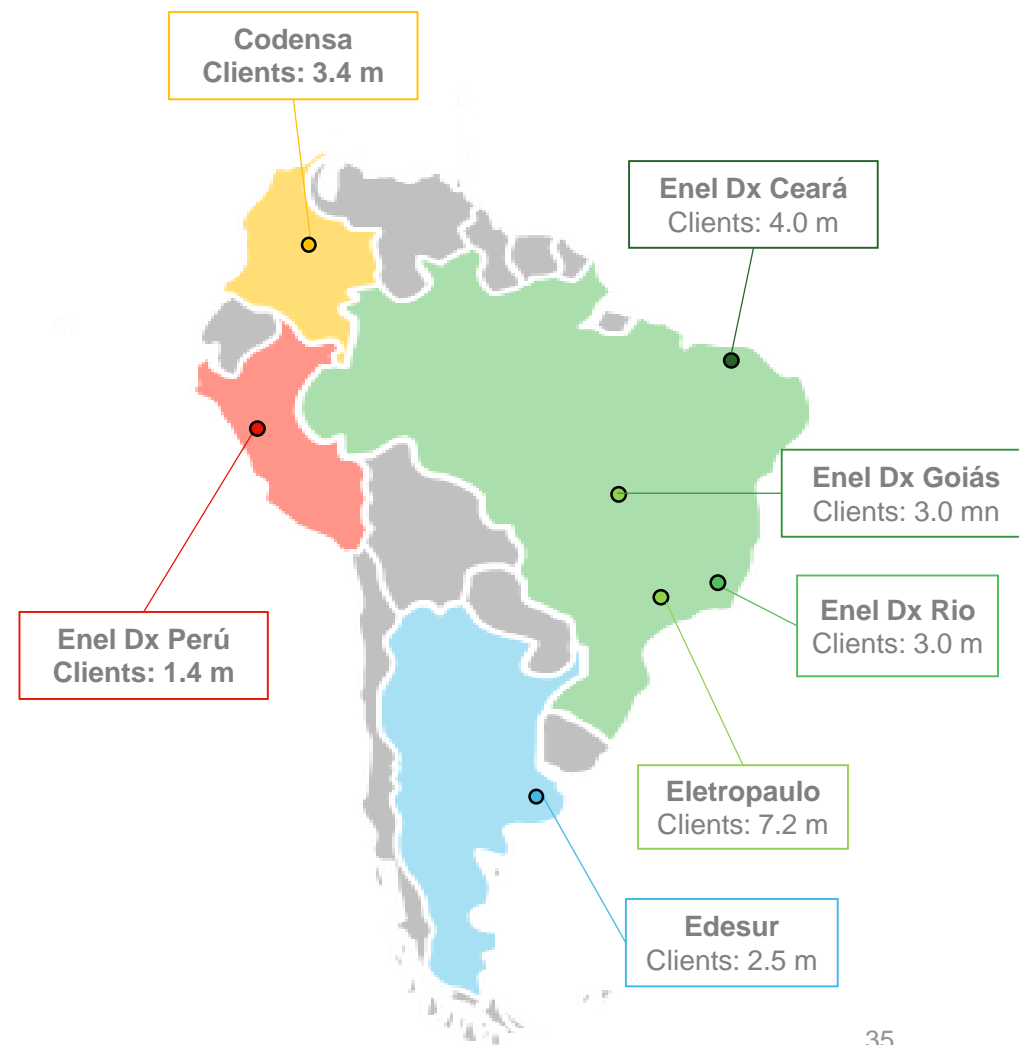 Codensa
Clients: 3.4 m
Enel Dx Ceará
Clients: 4.0 m
Enel Dx Goiás
Clients: 3.0 mn
Enel Dx Rio
Clients: 3.0 m
Enel Dx Perú
Clients: 1.4 m
Eletropaulo
Clients: 7.2 m
Edesur
Clients: 2.5 m
35